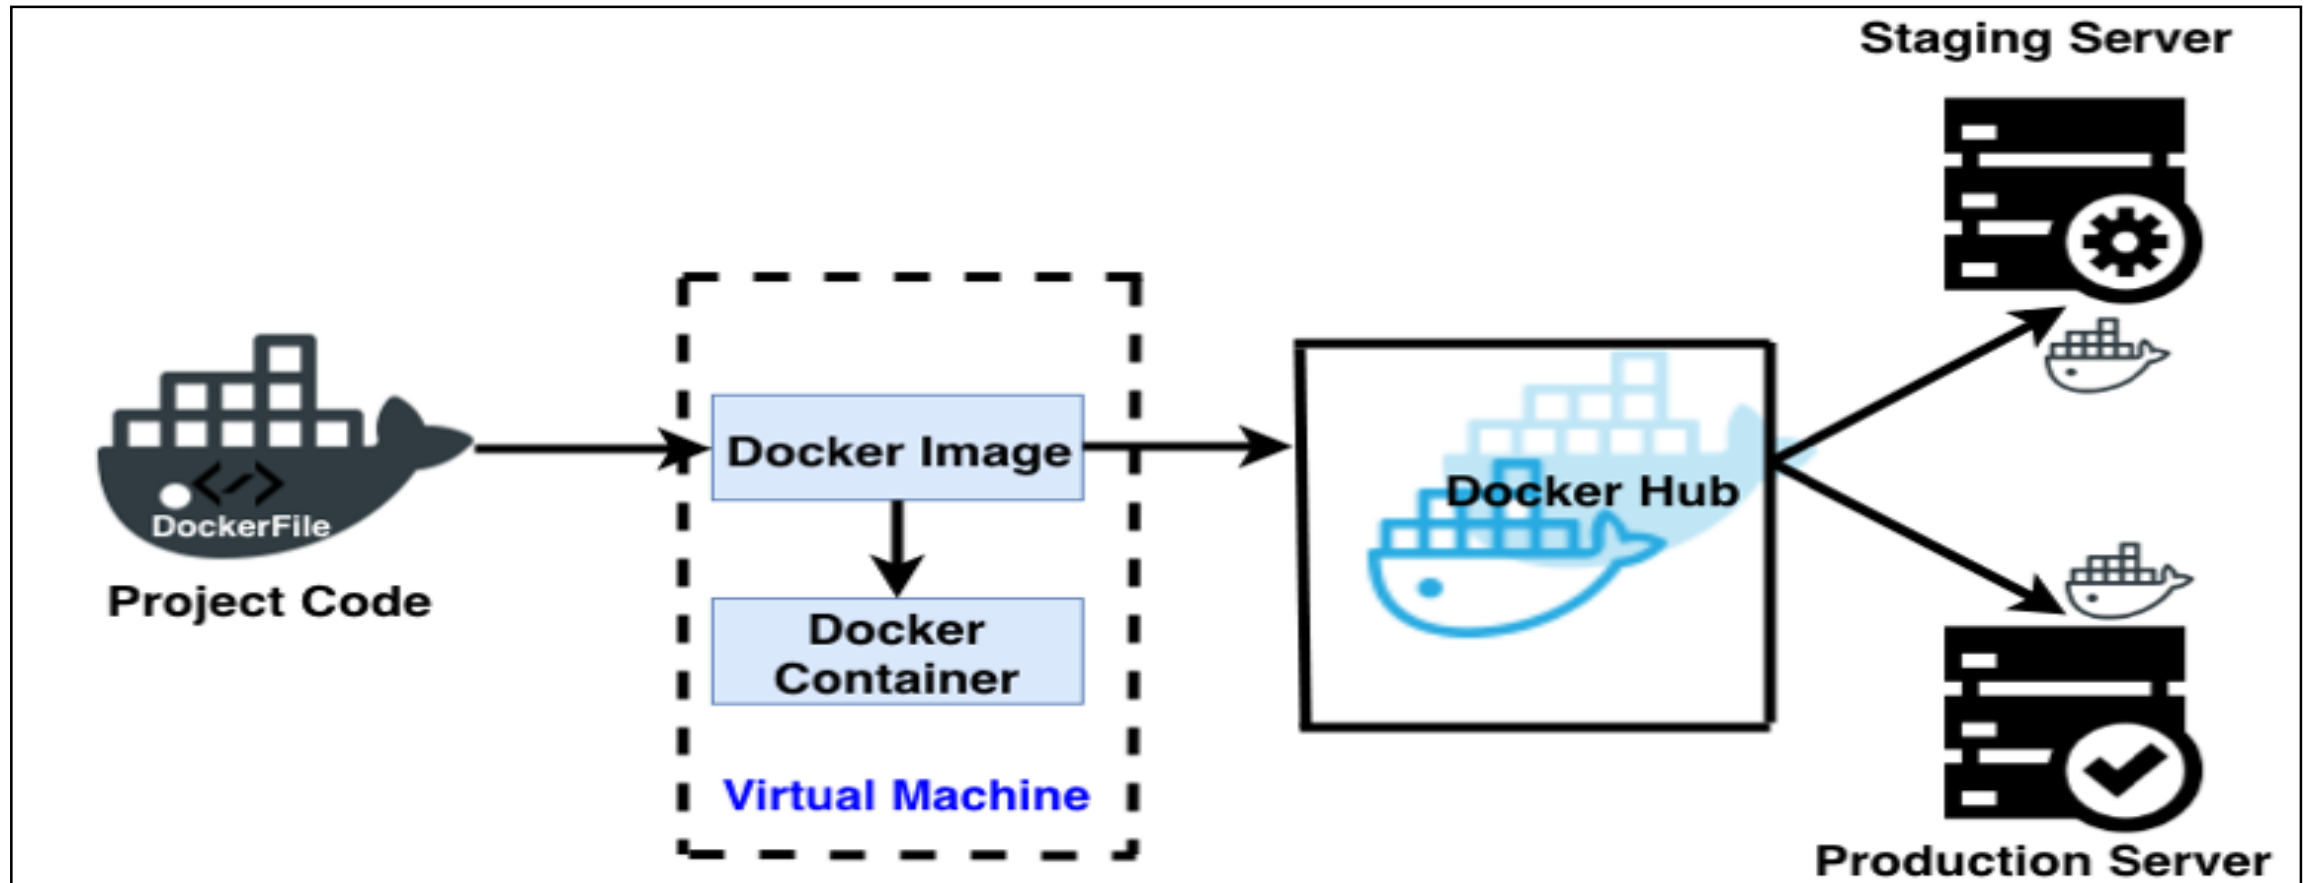 Staging Server
</>
DockerFile
Project Code
Docker Image
Docker
Container
Virtual Machine
Docker Hub
Production Server